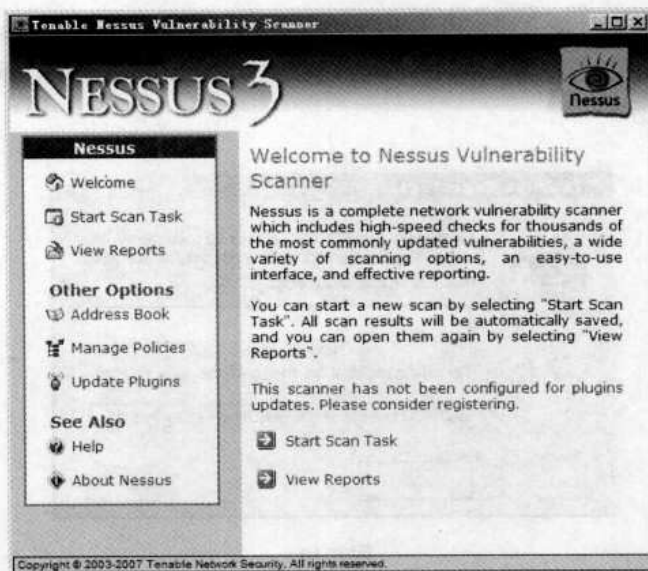 Tenable Nessus Vulnerability Scanner
NESSUS 3
Nessus
Nessus
Welcome
Start Scan Task
View Reports
Other Options
Address Book
Manage Policies
Update Plugins
See Also
Help
About Nessus
Welcome to Nessus Vulnerability
Scanner
Nessus is a complete network vulnerability scanner
which includes high-speed checks for thousands of
the most commonly updated vulnerabilities, a wide
variety of scanning options, an easy-to-use
interface, and effective reporting.
You can start a new scan by selecting "Start Scan
Task". All scan results will be automatically saved,
and you can open them again by selecting "View
Reports".
This scanner has not been configured for plugins
updates. Please consider registering.
Start Scan Task
View Reports
Copyright © 2003-2007 Tenable Network Security. All rights reserved.